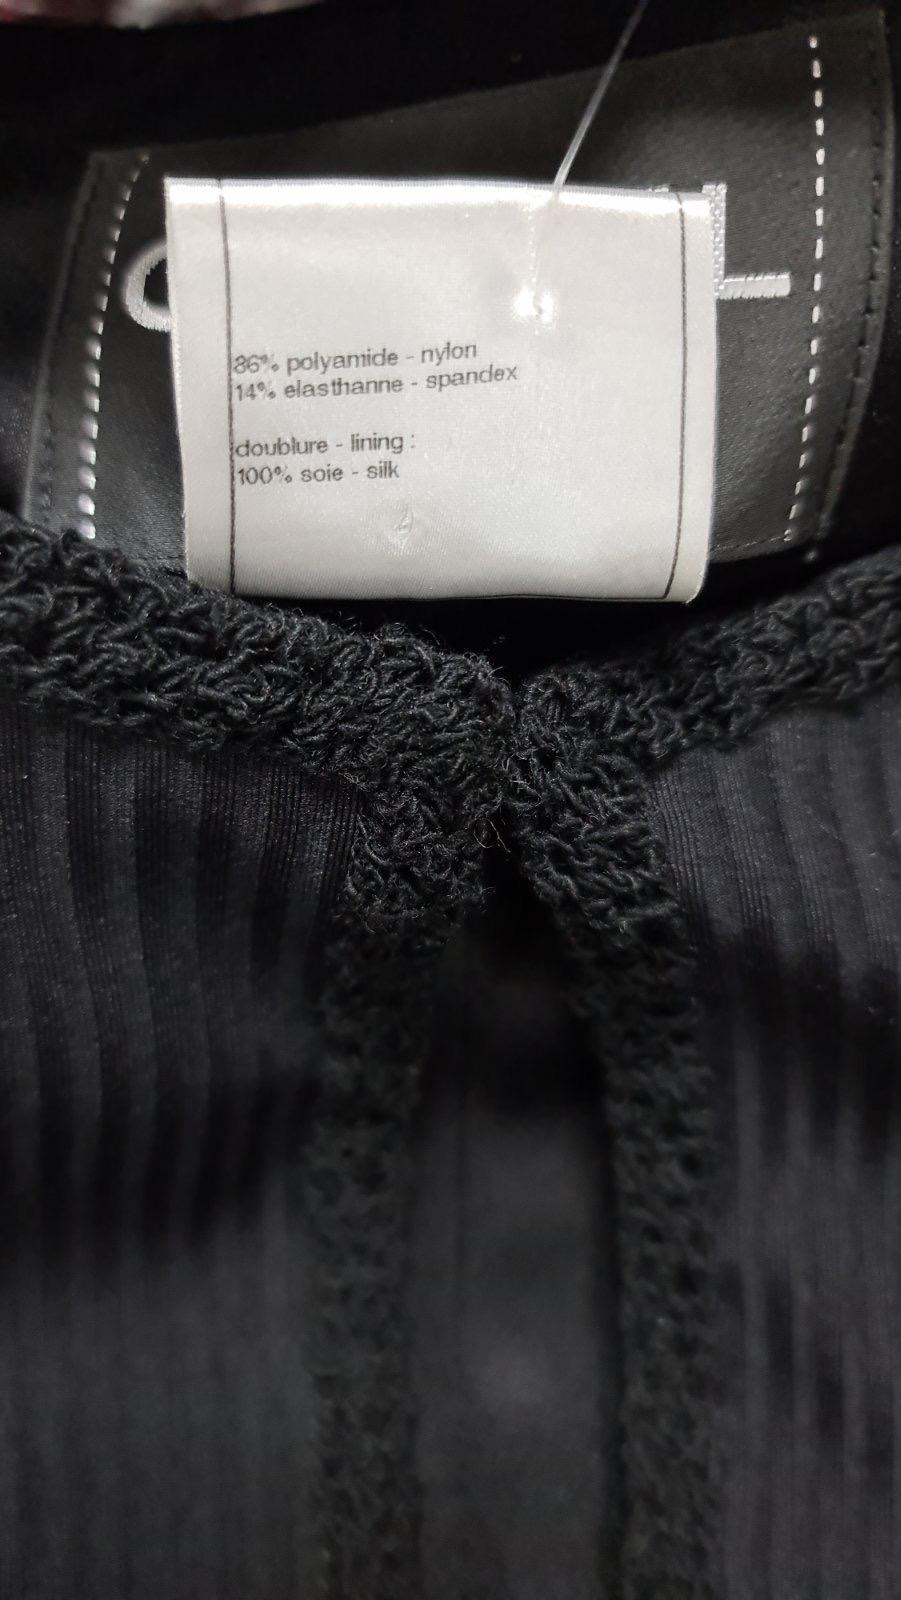 86% polyamide - nylon
14% elasthanne - spandex
doublure - lining :
100% soie - silk